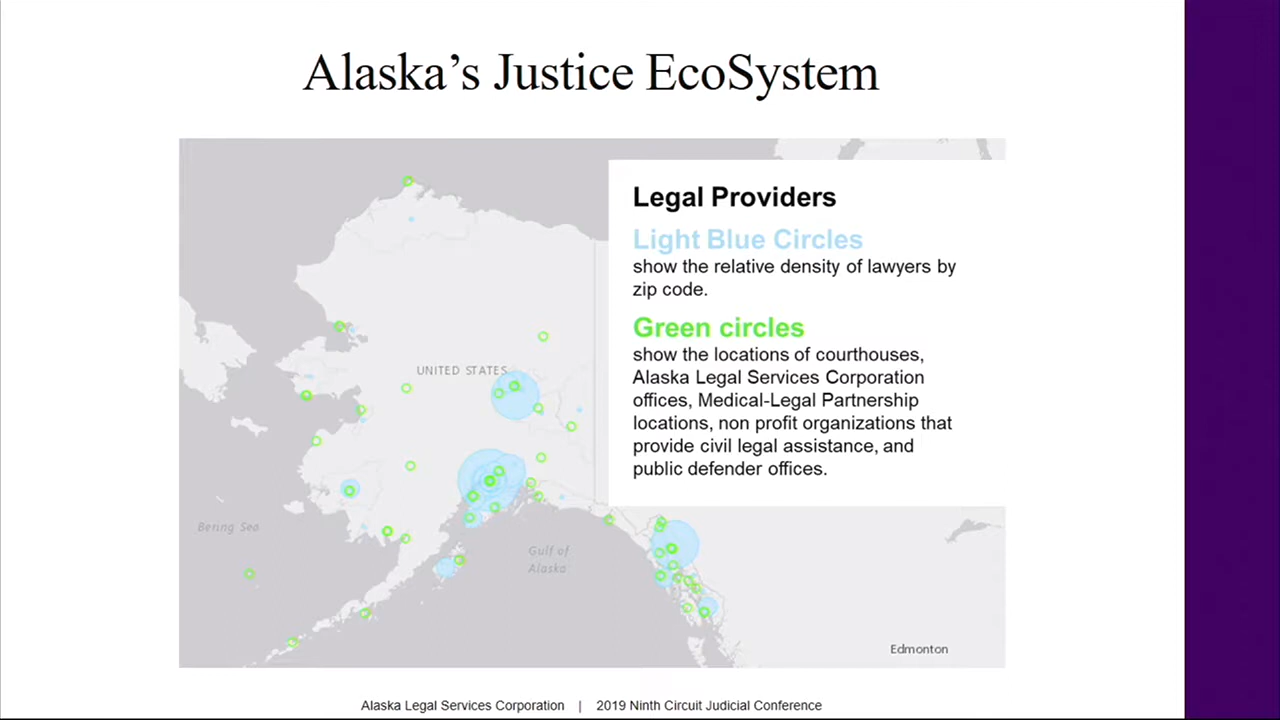 Alaska’s Justice EcoSystem
Legal Providers
Light Blue Circles
show the relative density of lawyers by
zip code.
Green circles
show the locations of courthouses,
Alaska Legal Services Corporation
offices, Medical-Legal Partnership
locations, non profit organizations that
provide civil legal assistance, and
public defender offices.
UNITED STATES
Bering Sea
Gulf of
Alaska
Edmonton
Alaska Legal Services Corporation | 2019 Ninth Circuit Judicial Conference